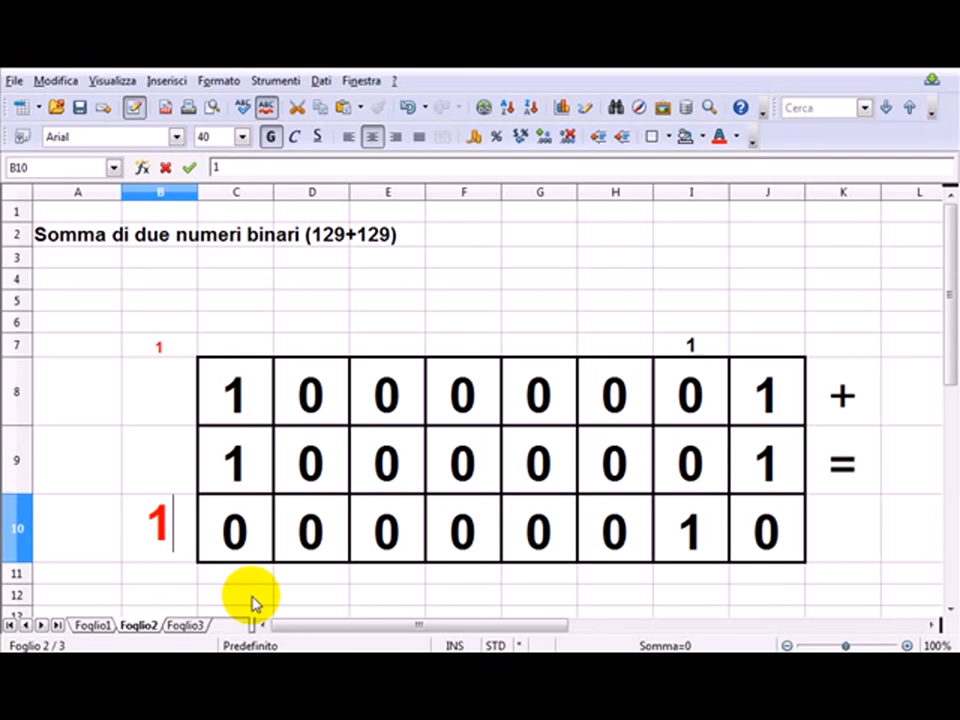 File Modifica Visualizza Inserisci Formato Strumenti Dati Finestra ?
Cerca
Arial 40 G C S
B10 1
A B C D E F G H I J K L
1
2 Somma di due numeri binari (129+129)
3
4
5
6
7 1 1
8 1 0 0 0 0 0 0 1 +
9 1 0 0 0 0 0 0 1 =
10 1 0 0 0 0 0 0 1 0
11
12
13
Foglio1 Foglio2 Foglio3
Foglio 2 / 3 Predefinito INS STD * Somma=0 100%